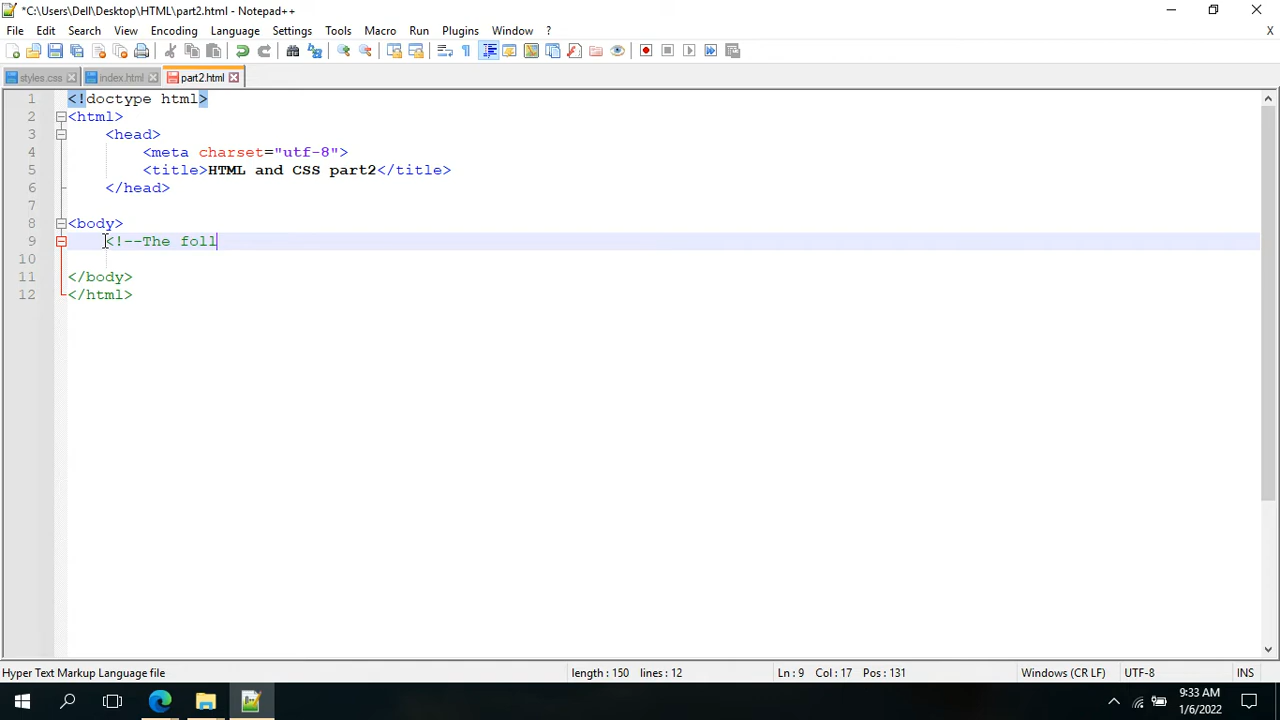 *C:\Users\Dell\Desktop\HTML\part2.html - Notepad++
File Edit Search View Encoding Language Settings Tools Macro Run Plugins Window ? X
styles.css index.html part2.html
1 <!doctype html>
2 <html>
3 <head>
4 <meta charset="utf-8">
5 <title>HTML and CSS part2</title>
6 </head>
7
8 <body>
9 <!--The foll
10
11 </body>
12 </html>
Hyper Text Markup Language file length : 150 lines : 12 Ln : 9 Col : 17 Pos : 131 Windows (CR LF) UTF-8 INS
9:33 AM
1/6/2022